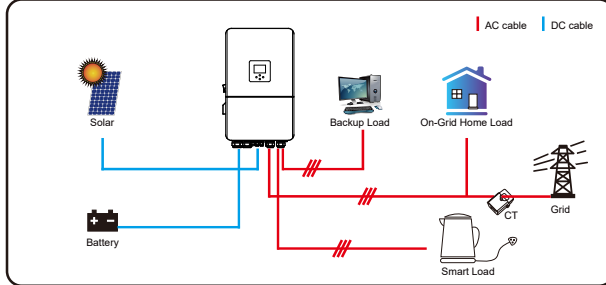 AC cable
DC cable
Solar
Backup Load
On-Grid Home Load
CT
Grid
Battery
Smart Load